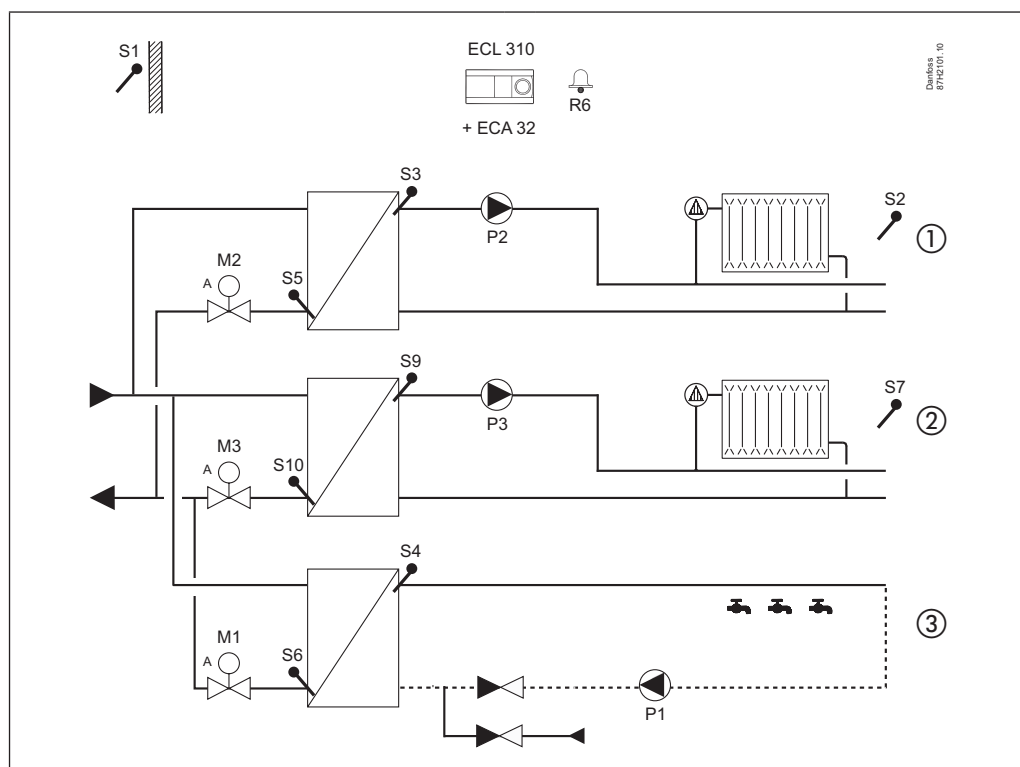 S1
ECL 310
R6
+ ECA 32
Danfoss
87H2101.10
S3
P2
S2
1
M2
A
S5
S9
P3
S7
2
M3
A
S10
S4
3
M1
A
S6
P1